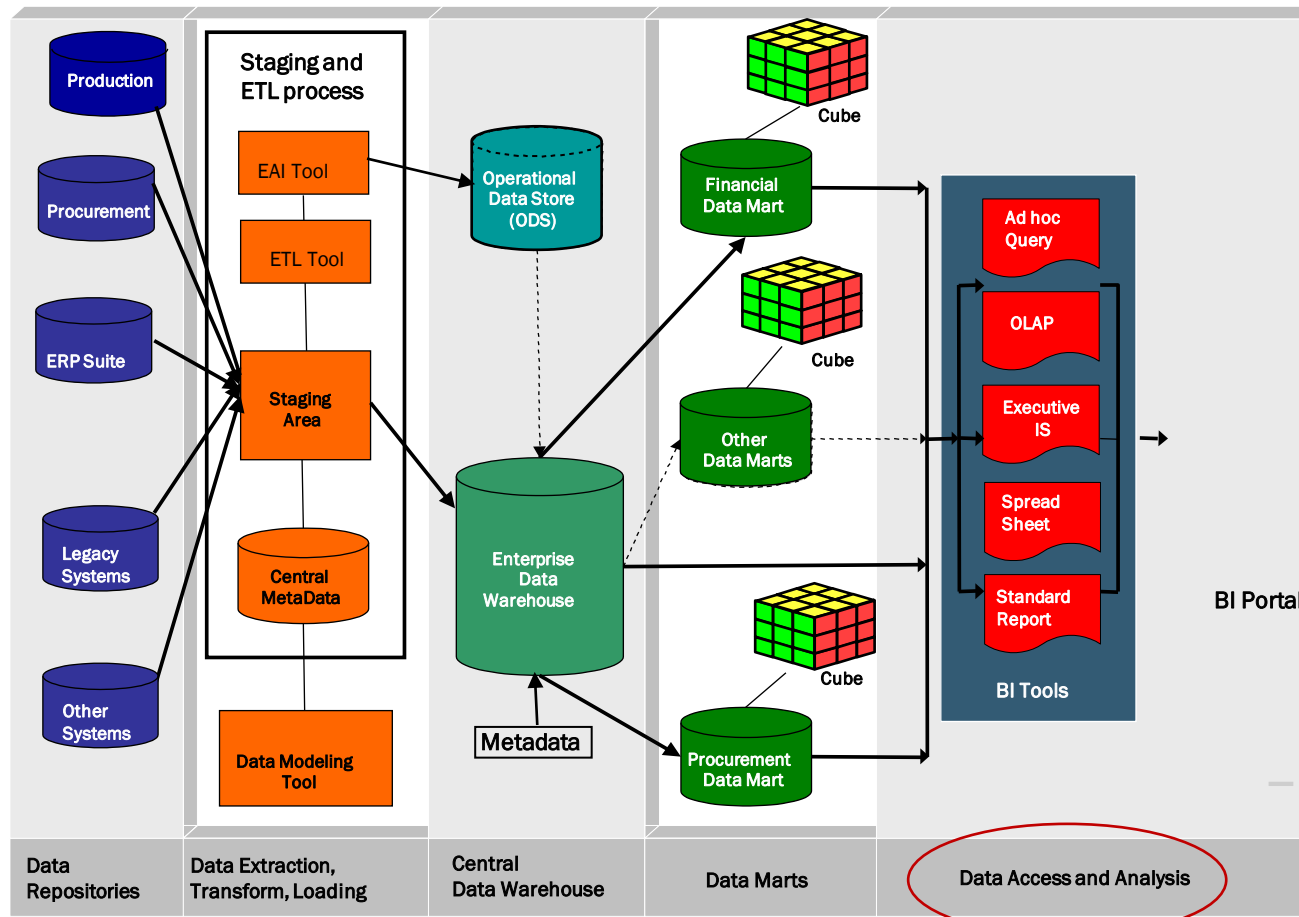 Production
Procurement
ERP Suite
Legacy
Systems
Other
Systems
Staging and
ETL process
EAI Tool
ETL Tool
Staging
Area
Central
MetaData
Data Modeling
Tool
Operational
Data Store
(ODS)
Enterprise
Data
Warehouse
Metadata
Cube
Financial
Data Mart
Cube
Other
Data Marts
Cube
Procurement
Data Mart
Ad hoc
Query
OLAP
Executive
IS
Spread
Sheet
Standard
Report
BI Tools
BI Portal
Data
Repositories
Data Extraction,
Transform, Loading
Central
Data Warehouse
Data Marts
Data Access and Analysis